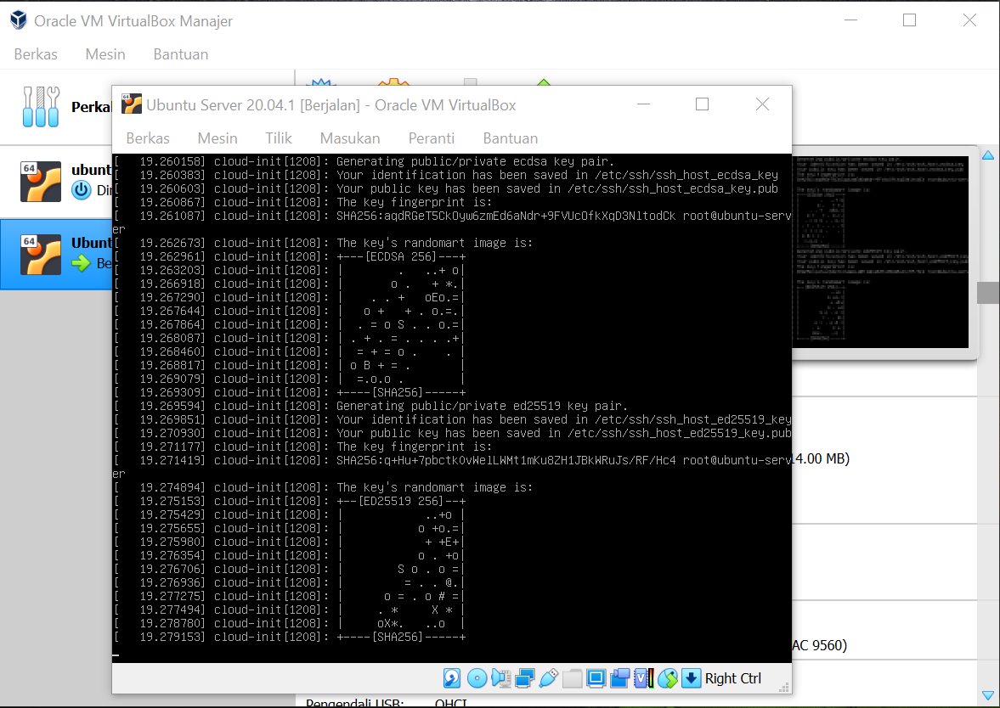 Oracle VM VirtualBox Manajer
Berkas Mesin Bantuan
Ubuntu Server 20.04.1 [Berjalan] - Oracle VM VirtualBox
Berkas Mesin Tilik Masukan Peranti Bantuan
[   19.260158] cloud-init[1208]: Generating public/private ecdsa key pair.
[   19.260383] cloud-init[1208]: Your identification has been saved in /etc/ssh/ssh_host_ecdsa_key
[   19.260603] cloud-init[1208]: Your public key has been saved in /etc/ssh/ssh_host_ecdsa_key.pub
[   19.260867] cloud-init[1208]: The key fingerprint is:
[   19.261087] cloud-init[1208]: SHA256:aqdRGeT5CkOyw6zmEd6aNdr+9FVUcOfkXqD3NltodCk root@ubuntu-serv
er
[   19.262673] cloud-init[1208]: The key's randomart image is:
[   19.262961] cloud-init[1208]: +---[ECDSA 256]---+
[   19.263203] cloud-init[1208]: |        .   ..+ o|
[   19.266918] cloud-init[1208]: |       o .   + *.|
[   19.267290] cloud-init[1208]: |    . . +   oEo.=|
[   19.267644] cloud-init[1208]: |   o +   + . o.=.|
[   19.267864] cloud-init[1208]: |  . = o S . . o.=|
[   19.268087] cloud-init[1208]: | . + . = . . . .+|
[   19.268460] cloud-init[1208]: |  = + = o .    . |
[   19.268817] cloud-init[1208]: | o B + = .       |
[   19.269079] cloud-init[1208]: |  =.o.o .        |
[   19.269309] cloud-init[1208]: +----[SHA256]-----+
[   19.269594] cloud-init[1208]: Generating public/private ed25519 key pair.
[   19.269851] cloud-init[1208]: Your identification has been saved in /etc/ssh/ssh_host_ed25519_key
[   19.270930] cloud-init[1208]: Your public key has been saved in /etc/ssh/ssh_host_ed25519_key.pub
[   19.271177] cloud-init[1208]: The key fingerprint is:
[   19.271419] cloud-init[1208]: SHA256:q+Hu+7pbctk0vWelLWMt1mKu8ZH1JBkWRuJs/RF/Hc4 root@ubuntu-serv
er
[   19.274894] cloud-init[1208]: The key's randomart image is:
[   19.275153] cloud-init[1208]: +--[ED25519 256]--+
[   19.275429] cloud-init[1208]: |            ..+o |
[   19.275655] cloud-init[1208]: |           o +o.=|
[   19.275980] cloud-init[1208]: |            + +E+|
[   19.276354] cloud-init[1208]: |           o . +o|
[   19.276706] cloud-init[1208]: |        S o . o =|
[   19.276936] cloud-init[1208]: |         = . . @.|
[   19.277275] cloud-init[1208]: |      o = . o # =|
[   19.277494] cloud-init[1208]: |     . *     X * |
[   19.278780] cloud-init[1208]: |     oX*.   ..o  |
[   19.279153] cloud-init[1208]: +----[SHA256]-----+
Right Ctrl
64
64
64
14.00 MB)
AC 9560)
Pengendali USB: OHCI